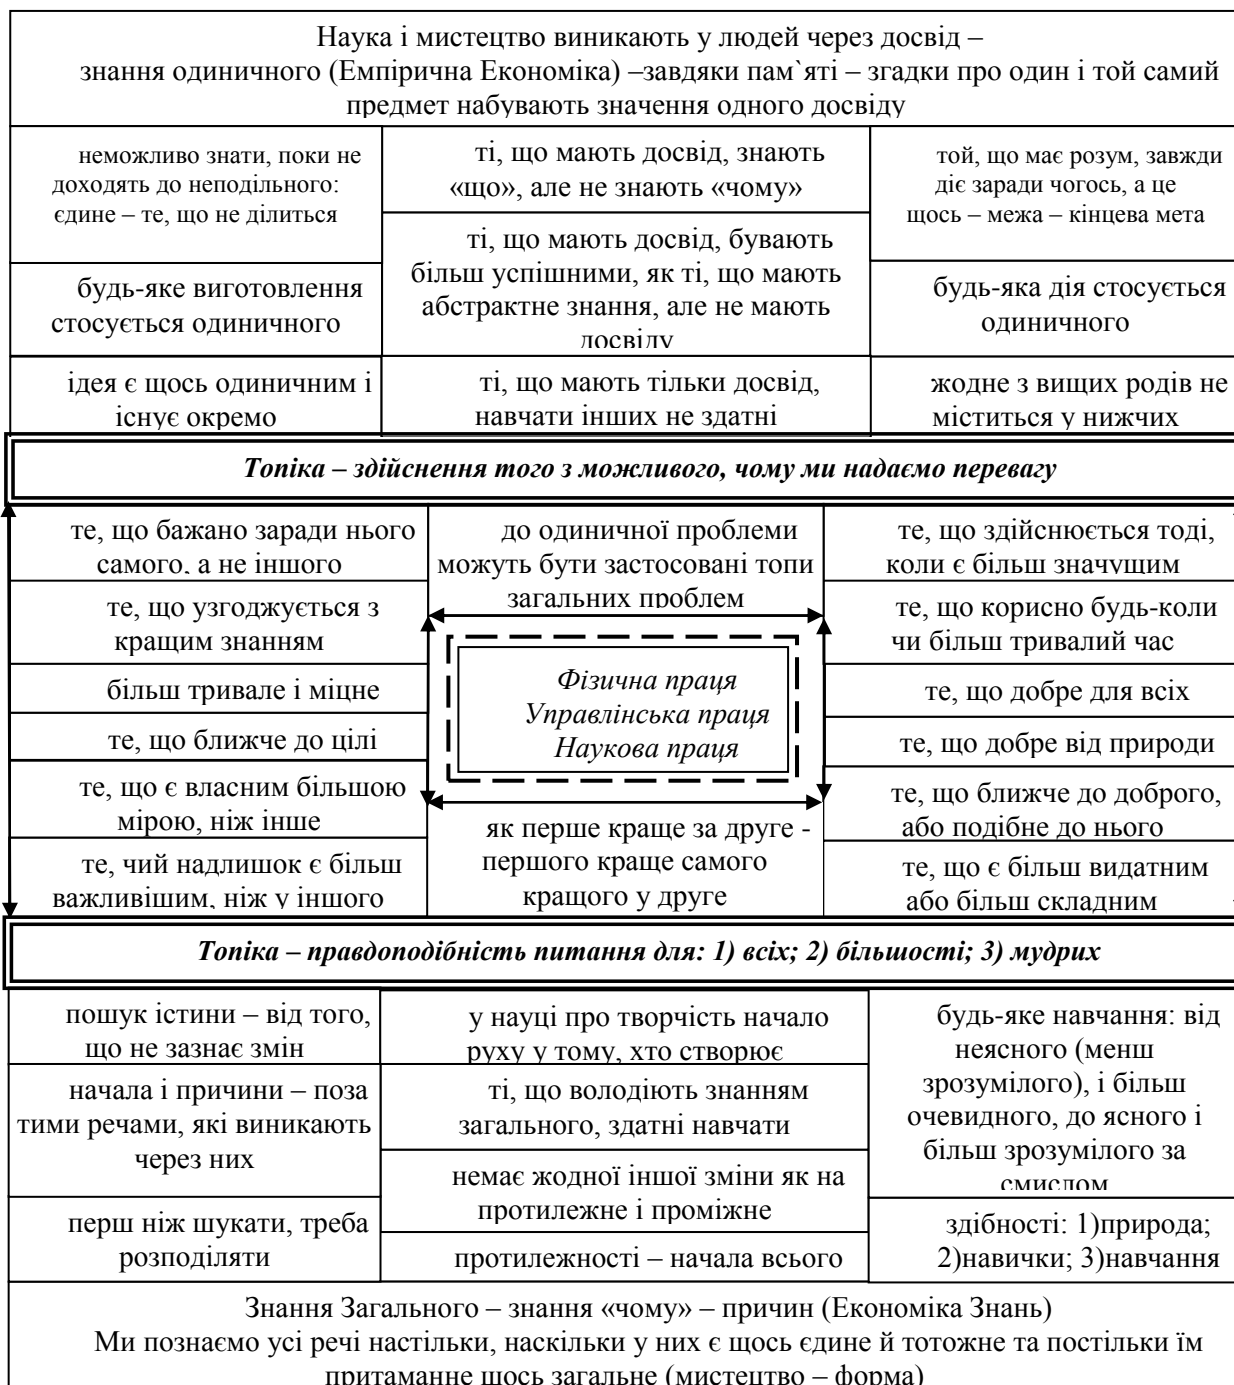 Наука і мистецтво виникають у людей через досвід –
знання одиничного (Емпірична Економіка) –завдяки пам`яті – згадки про один і той самий
предмет набувають значення одного досвіду
неможливо знати, поки не
доходять до неподільного:
єдине – те, що не ділиться
будь-яке виготовлення
стосується одиничного
ідея є щось одиничним і
існує окремо
ті, що мають досвід, знають
«що», але не знають «чому»
ті, що мають досвід, бувають
більш успішними, як ті, що мають
абстрактне знання, але не мають
досвіду
ті, що мають тільки досвід,
навчати інших не здатні
той, що має розум, завжди
діє заради чогось, а це
щось – межа – кінцева мета
будь-яка дія стосується
одиничного
жодне з вищих родів не
міститься у нижчих
Топіка – здійснення того з можливого, чому ми надаємо перевагу
те, що бажано заради нього
самого, а не іншого
те, що узгоджується з
кращим знанням
більш тривале і міцне
те, що ближче до цілі
те, що є власним більшою
мірою, ніж інше
те, чий надлишок є більш
важливішим, ніж у іншого
до одиничної проблеми
можуть бути застосовані топи
загальних проблем
Фізична праця
Управлінська праця
Наукова праця
як перше краще за друге -
першого краще самого
кращого у друге
те, що здійснюється тоді,
коли є більш значущим
те, що корисно будь-коли
чи більш тривалий час
те, що добре для всіх
те, що добре від природи
те, що ближче до доброго,
або подібне до нього
те, що є більш видатним
або більш складним
Топіка – правдоподібність питання для: 1) всіх; 2) більшості; 3) мудрих
пошук істини – від того,
що не зазнає змін
начала і причини – поза
тими речами, які виникають
через них
перш ніж шукати, треба
розподіляти
у науці про творчість начало
руху у тому, хто створює
ті, що володіють знанням
загального, здатні навчати
немає жодної іншої зміни як на
протилежне і проміжне
протилежності – начала всього
будь-яке навчання: від
неясного (менш
зрозумілого), і більш
очевидного, до ясного і
більш зрозумілого за
смислом
здібності: 1)природа;
2)навички; 3)навчання
Знання Загального – знання «чому» – причин (Економіка Знань)
Ми познаємо усі речі настільки, наскільки у них є щось єдине й тотожне та постільки їм
притаманне щось загальне (мистецтво – форма)